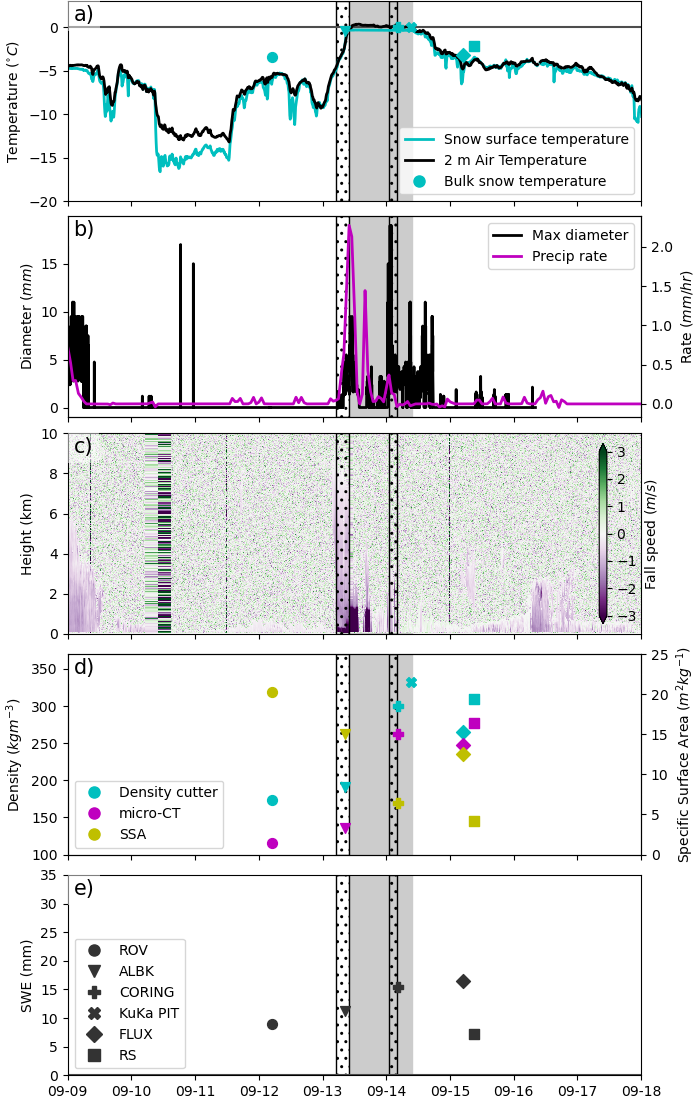 a)
0
−5
−10
−15
−20
Temperature (°C)
Snow surface temperature
2 m Air Temperature
Bulk snow temperature
b)
15
10
5
0
Diameter (mm)
Max diameter
Precip rate
2.0
1.5
1.0
0.5
0.0
Rate (mm/hr)
c)
10
8
6
4
2
0
Height (km)
3
2
1
0
−1
−2
−3
Fall speed (m/s)
d)
350
300
250
200
150
100
Density (kgm⁻³)
Density cutter
micro-CT
SSA
25
20
15
10
5
0
Specific Surface Area (m²kg⁻¹)
e)
35
30
25
20
15
10
5
0
SWE (mm)
ROV
ALBK
CORING
KuKa PIT
FLUX
RS
09-09 09-10 09-11 09-12 09-13 09-14 09-15 09-16 09-17 09-18